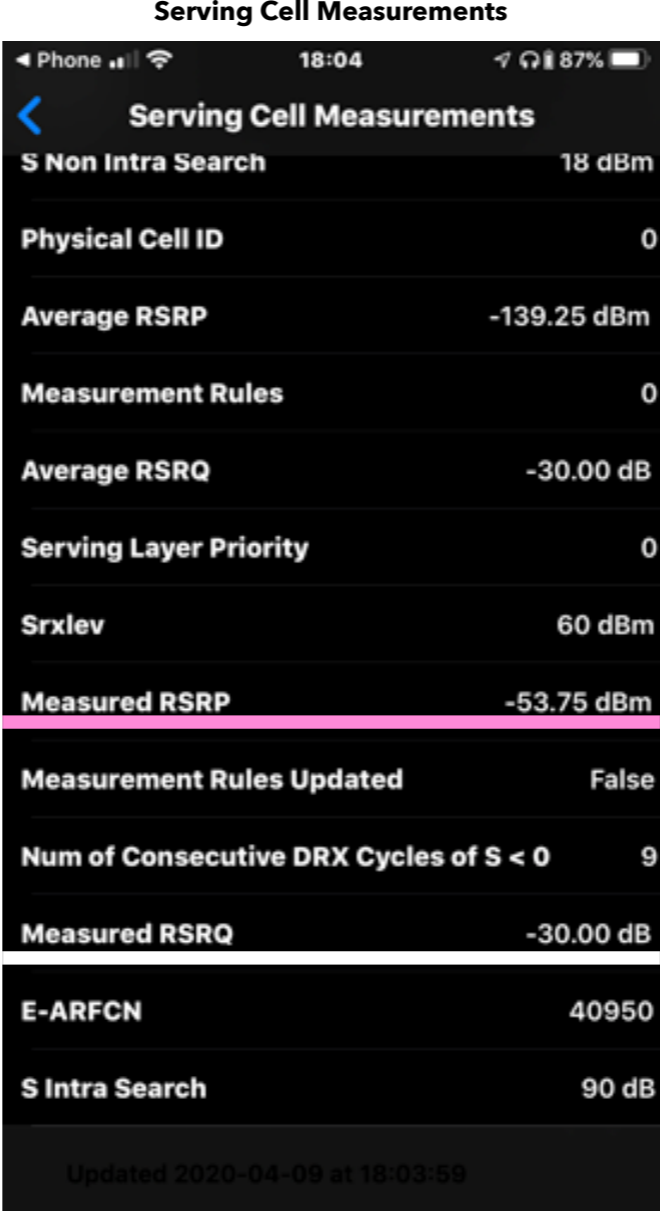 Serving Cell Measurements
Phone 18:04 87%
Serving Cell Measurements
S Non Intra Search 18 dBm
Physical Cell ID 0
Average RSRP -139.25 dBm
Measurement Rules 0
Average RSRQ -30.00 dB
Serving Layer Priority 0
Srxlev 60 dBm
Measured RSRP -53.75 dBm
Measurement Rules Updated False
Num of Consecutive DRX Cycles of S < 0 9
Measured RSRQ -30.00 dB
E-ARFCN 40950
S Intra Search 90 dB
Updated 2020-04-09 at 18:03:59